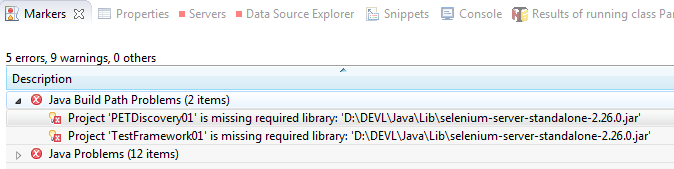 Markers Properties Servers Data Source Explorer Snippets Console Results of running class Par
5 errors, 9 warnings, 0 others
Description
Java Build Path Problems (2 items)
Project 'PETDiscovery01' is missing required library: 'D:\DEVL\Java\Lib\selenium-server-standalone-2.26.0.jar'
Project 'TestFramework01' is missing required library: 'D:\DEVL\Java\Lib\selenium-server-standalone-2.26.0.jar'
Java Problems (12 items)